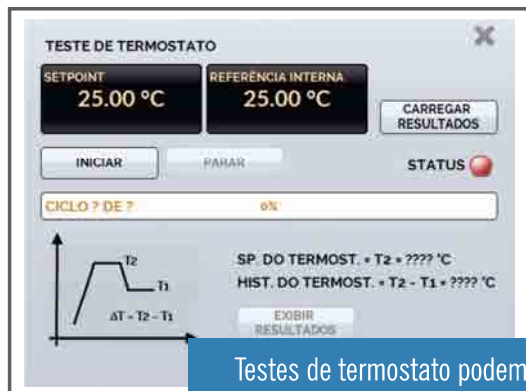 TESTE DE TERMOSTATO
SETPOINT
25.00 °C
REFERÊNCIA INTERNA
25.00 °C
CARREGAR
RESULTADOS
INICIAR
PARAR
STATUS
CICLO ? DE ?
0%
T2
T1
ΔT = T2 - T1
SP. DO TERMOST. = T2 = ???? °C
HIST. DO TERMOST. = T2 - T1 = ???? °C
EXIBIR
RESULTADOS
Testes de termostato podem